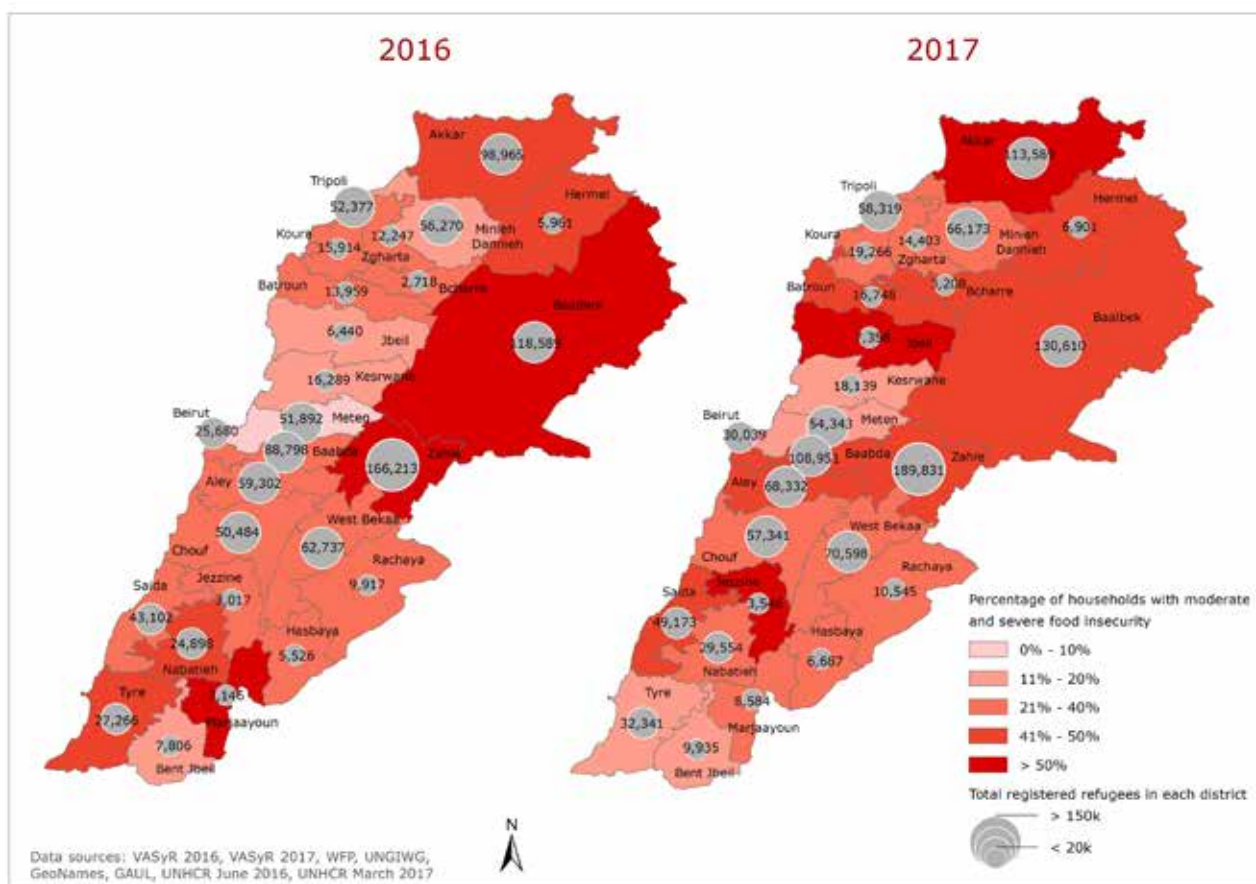 2016
2017
Akkar
98,965
Tripoli
52,377
Hermel
5,961
56,270
Minieh
Dannieh
Koura
15,914
12,247
Zgharta
2,718
Bcharre
Batroun
13,959
Baalbek
118,589
6,440
Jbeil
16,289
Kesrwane
Beirut
25,680
51,892
Meten
88,798
Baabda
166,213
Zahle
Aley
59,302
50,484
West Bekaa
62,737
Chouf
Rachaya
9,917
Jezzine
3,017
Saida
43,102
24,898
Hasbaya
5,526
Nabatieh
Tyre
27,266
,146
Marjaayoun
7,806
Bent Jbeil
Akkar
113,589
Tripoli
58,319
Hermel
6,901
66,173
Minieh
Dannieh
Koura
19,266
14,403
Zgharta
Bcharre
Batroun
16,748
Baalbek
130,610
Jbeil
18,139
Kesrwane
Beirut
30,039
54,343
Meten
108,951
Baabda
Zahle
189,831
Aley
68,332
57,341
West Bekaa
70,598
Chouf
Rachaya
10,545
Jezzine
Saida
49,173
29,554
Hasbaya
6,687
Nabatieh
Tyre
32,341
8,584
Marjaayoun
9,935
Bent Jbeil
Percentage of households with moderate
and severe food insecurity
0% - 10%
11% - 20%
21% - 40%
41% - 50%
> 50%
Total registered refugees in each district
> 150k
< 20k
N
Data sources: VASyR 2016, VASyR 2017, WFP, UNGIWG,
GeoNames, GAUL, UNHCR June 2016, UNHCR March 2017